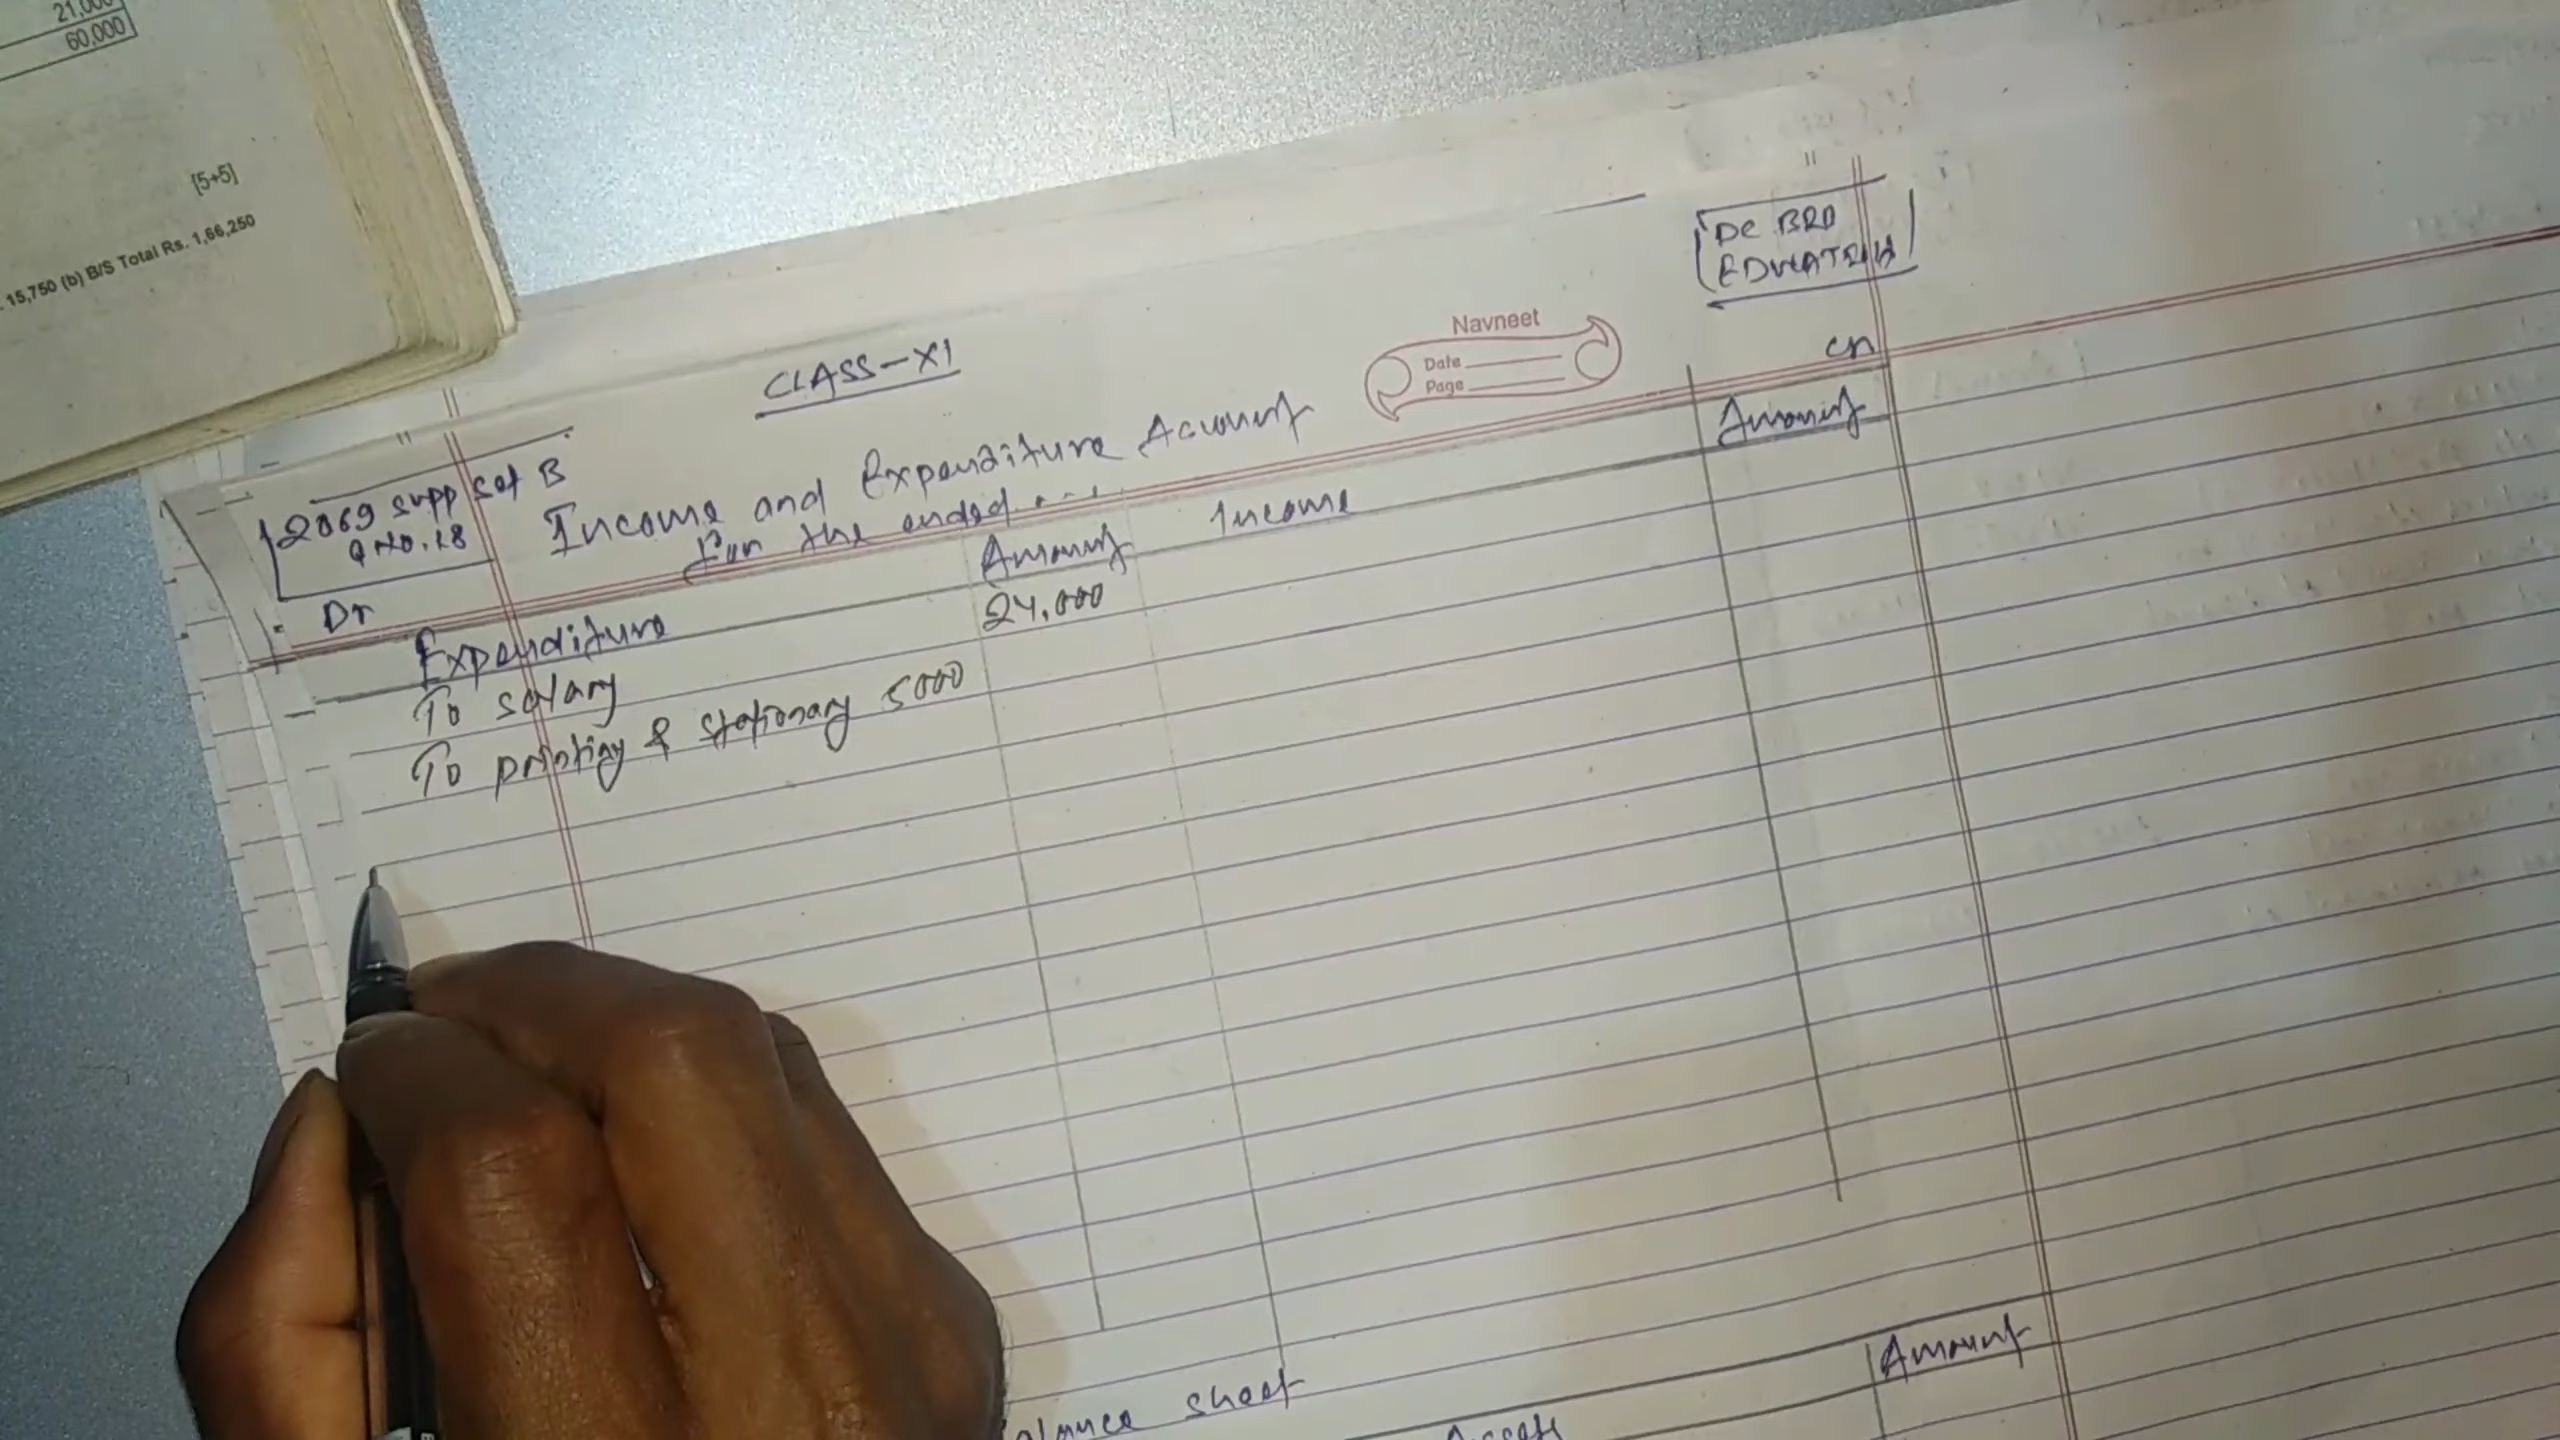 21,000
60,000
[5+5]
15,750 (b) B/S Total Rs. 1,66,250
DC BRO
EDUCATION
CLASS-XI
Navneet
Date
Page
2069 supp set B
Q NO. 18
Income and Expenditure Account
For the ended ...
Dr
Cr
Expenditure Amount Income Amount
To salary 24,000
To printing & stationary 5000
Balance sheet
Assets Amount